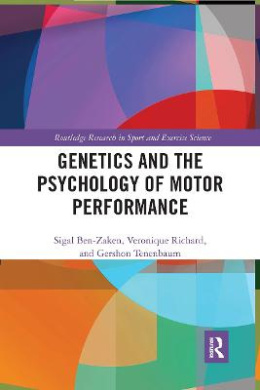 Routledge Research in Sport and Exercise Science
GENETICS AND THE
PSYCHOLOGY OF MOTOR
PERFORMANCE
Sigal Ben-Zaken, Veronique Richard,
and Gershon Tenenbaum
R
ROUTLEDGE